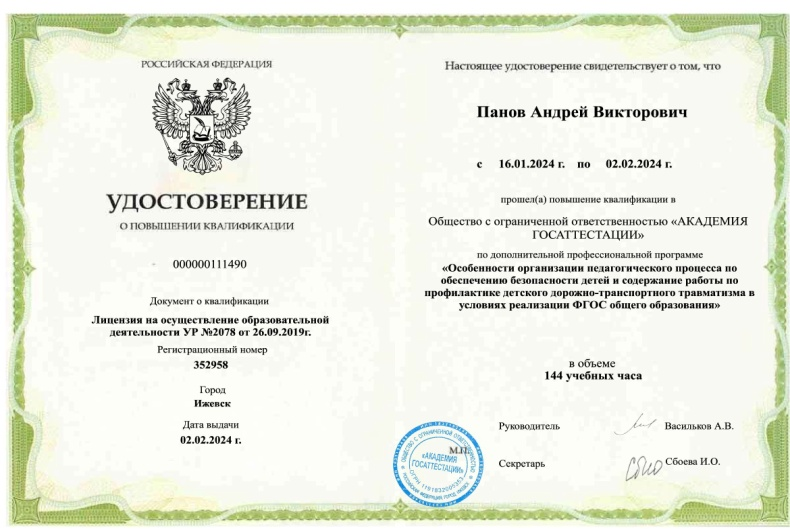 РОССИЙСКАЯ ФЕДЕРАЦИЯ
УДОСТОВЕРЕНИЕ
О ПОВЫШЕНИИ КВАЛИФИКАЦИИ
000000111490
Документ о квалификации
Лицензия на осуществление образовательной
деятельности УР №2078 от 26.09.2019г.
Регистрационный номер
352958
Город
Ижевск
Дата выдачи
02.02.2024 г.
Настоящее удостоверение свидетельствует о том, что
Панов Андрей Викторович
с 16.01.2024 г. по 02.02.2024 г.
прошел(а) повышение квалификации в
Общество с ограниченной ответственностью «АКАДЕМИЯ
ГОСАТТЕСТАЦИИ»
по дополнительной профессиональной программе
«Особенности организации педагогического процесса по
обеспечению безопасности детей и содержание работы по
профилактике детского дорожно-транспортного травматизма в
условиях реализации ФГОС общего образования»
в объеме
144 учебных часа
Руководитель Васильков А.В.
М.П.
Секретарь Сбоева И.О.
ОБЩЕСТВО С ОГРАНИЧЕННОЙ ОТВЕТСТВЕННОСТЬЮ
«АКАДЕМИЯ
ГОСАТТЕСТАЦИИ»